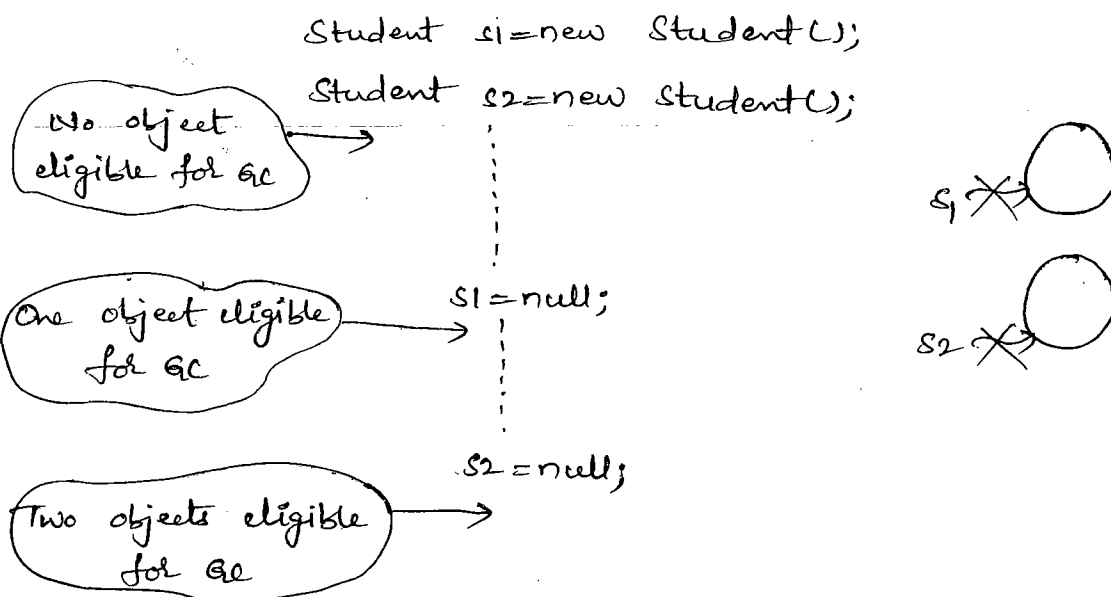 Student s1=new Student();
Student s2=new Student();
No object
eligible for GC
s1
One object eligible
for GC
s1=null;
s2
s2=null;
Two objects eligible
for GC